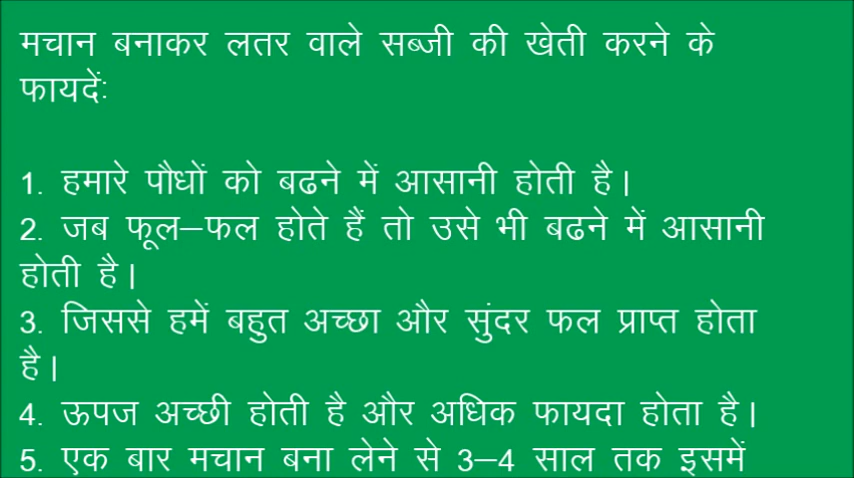 मचान बनाकर लतर वाले सब्जी की खेती करने के
फायदें:
1. हमारे पौधों को बढने में आसानी होती है।
2. जब फूल–फल होते हैं तो उसे भी बढने में आसानी
होती है।
3. जिससे हमें बहुत अच्छा और सुंदर फल प्राप्त होता
है।
4. ऊपज अच्छी होती है और अधिक फायदा होता है।
5. एक बार मचान बना लेने से 3–4 साल तक इसमें